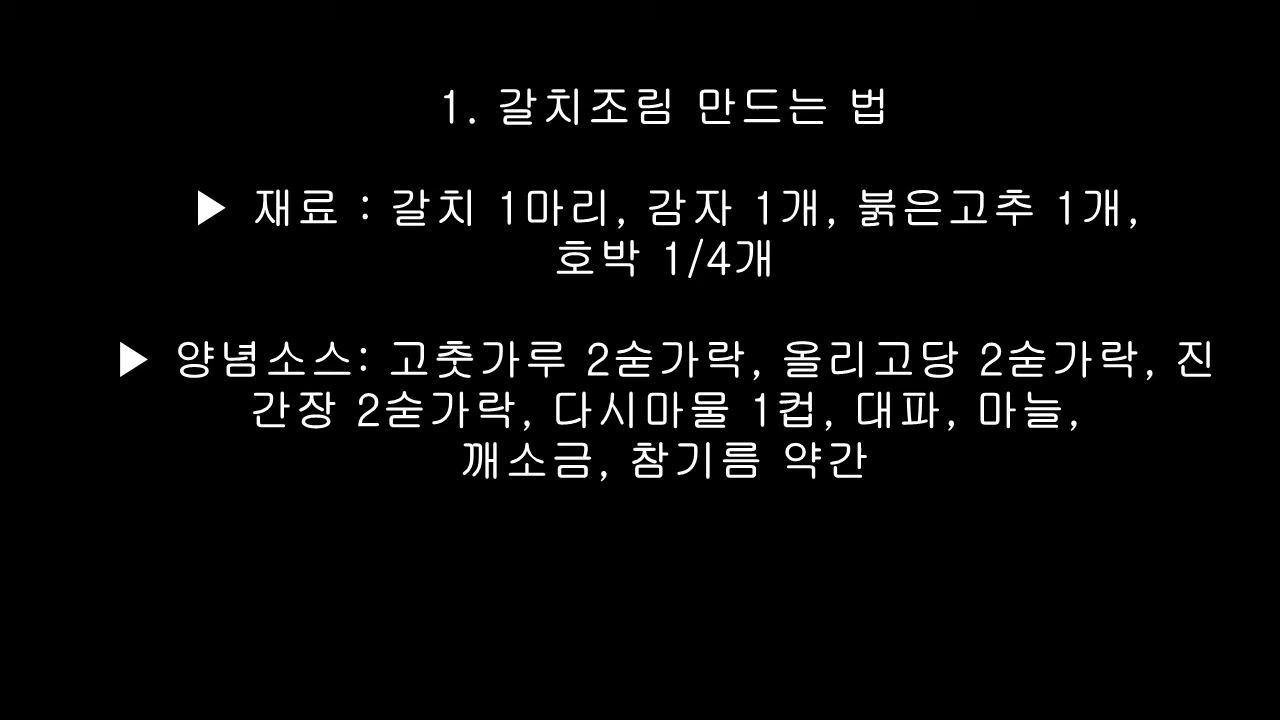 1. 갈치조림 만드는 법
▶ 재료 : 갈치 1마리, 감자 1개, 붉은고추 1개,
호박 1/4개
▶ 양념소스: 고춧가루 2숟가락, 올리고당 2숟가락, 진
간장 2숟가락, 다시마물 1컵, 대파, 마늘,
깨소금, 참기름 약간